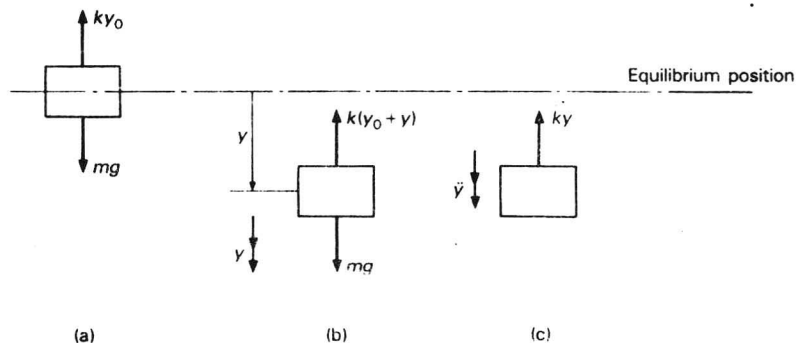 ky₀
Equilibrium position
mg
y
k(y₀ + y)
y
mg
ky
ÿ
(a)
(b)
(c)